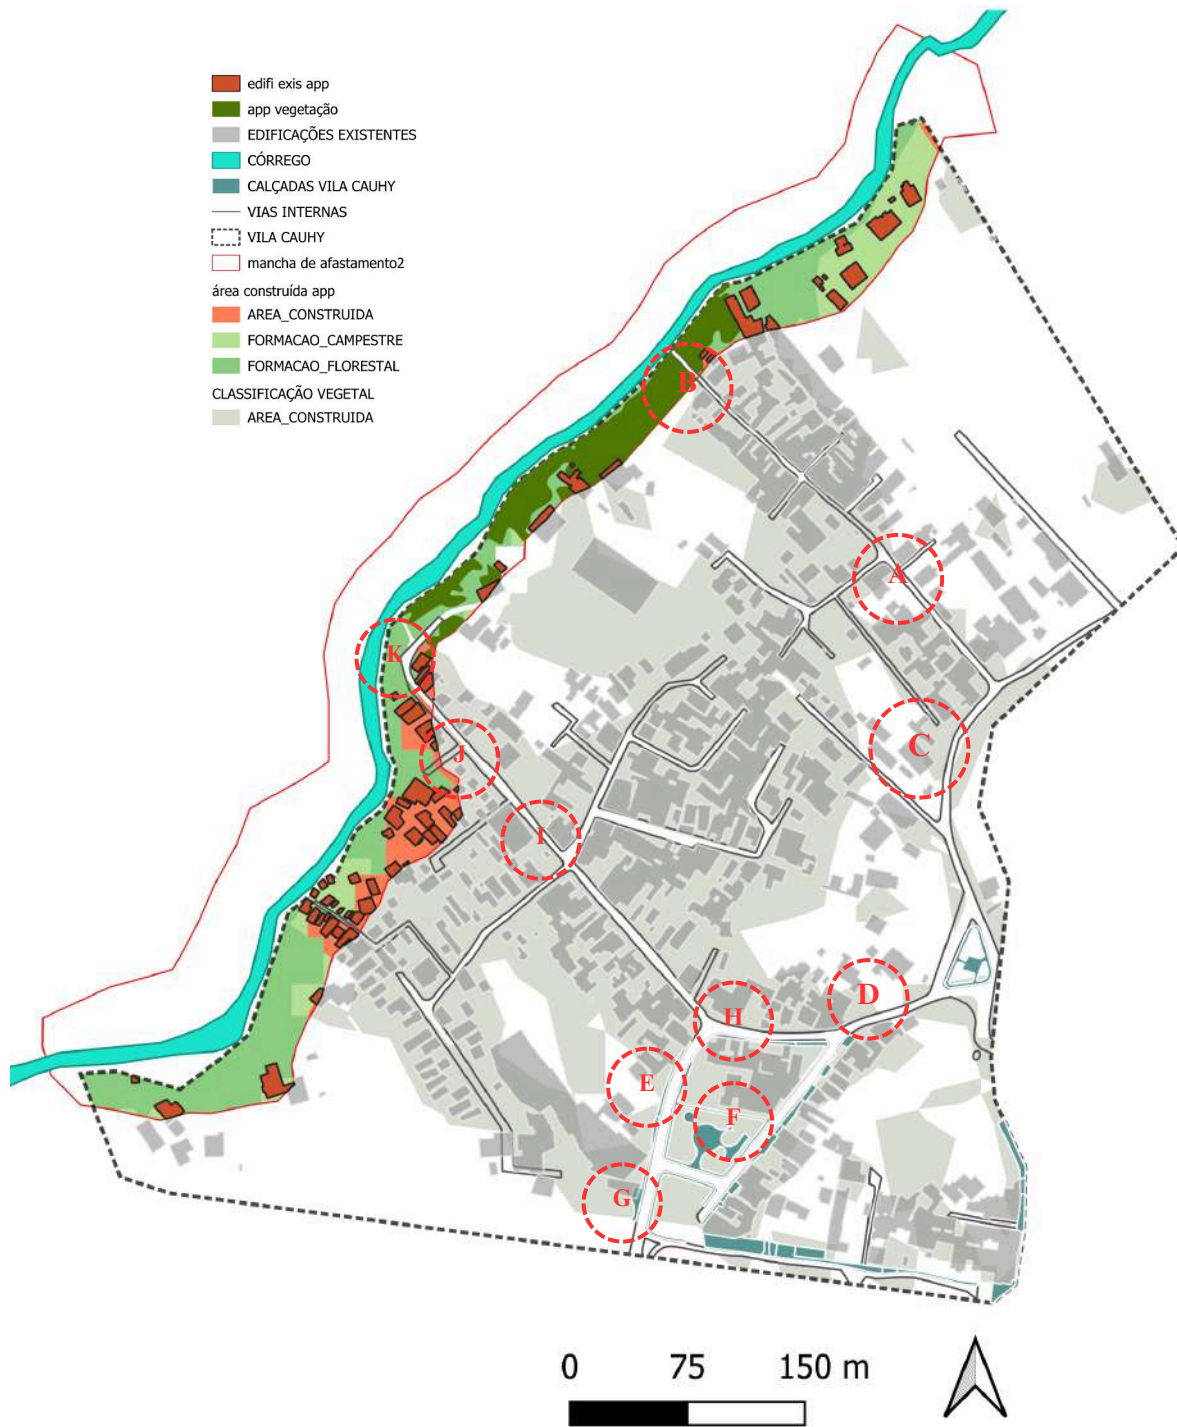 edifi exis app
app vegetação
EDIFICAÇÕES EXISTENTES
CÓRREGO
CALÇADAS VILA CAUHY
VIAS INTERNAS
VILA CAUHY
mancha de afastamento2
área construída app
AREA_CONSTRUIDA
FORMACAO_CAMPESTRE
FORMACAO_FLORESTAL
CLASSIFICAÇÃO VEGETAL
AREA_CONSTRUIDA
B
A
K
C
J
I
D
H
E
F
G
0 75 150 m